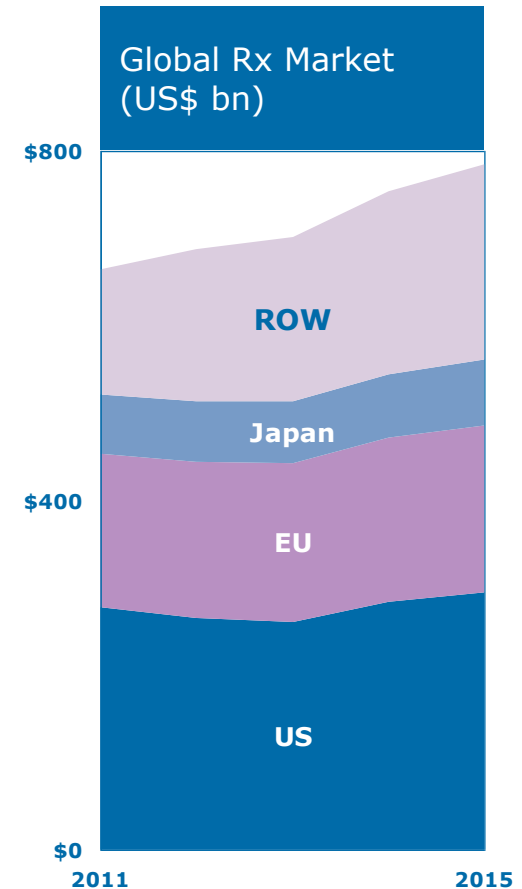 Global Rx Market
(US$ bn)
$800
ROW
Japan
$400
EU
US
$0
2011
2015